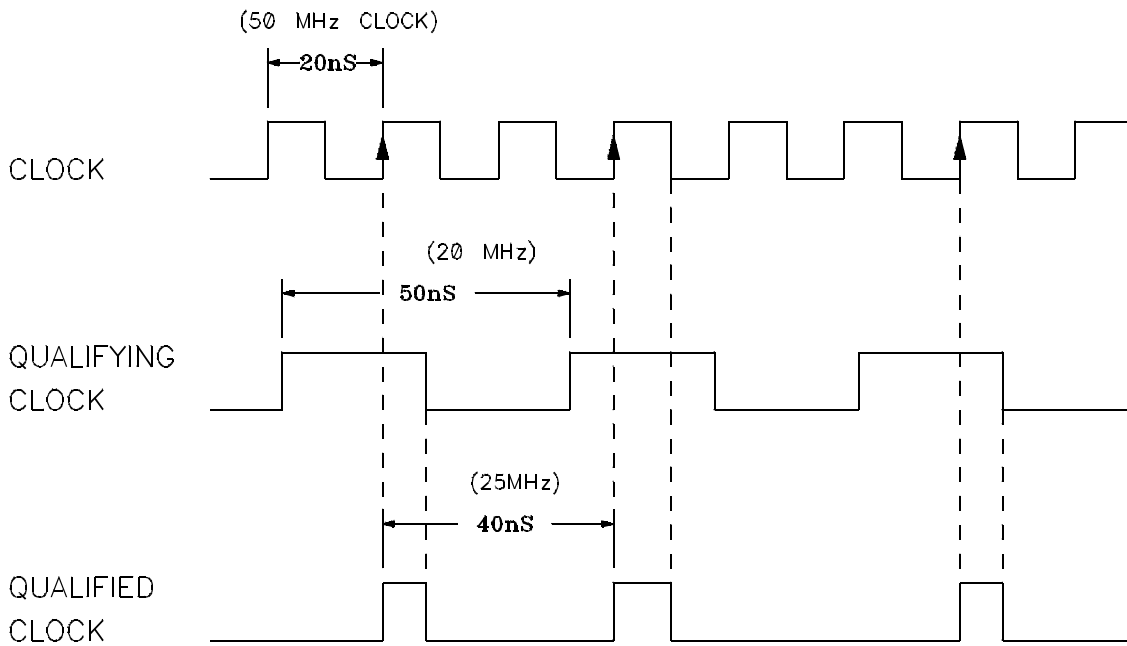 (50 MHz CLOCK)
20nS
CLOCK
(20 MHz)
50nS
QUALIFYING
CLOCK
(25MHz)
40nS
QUALIFIED
CLOCK